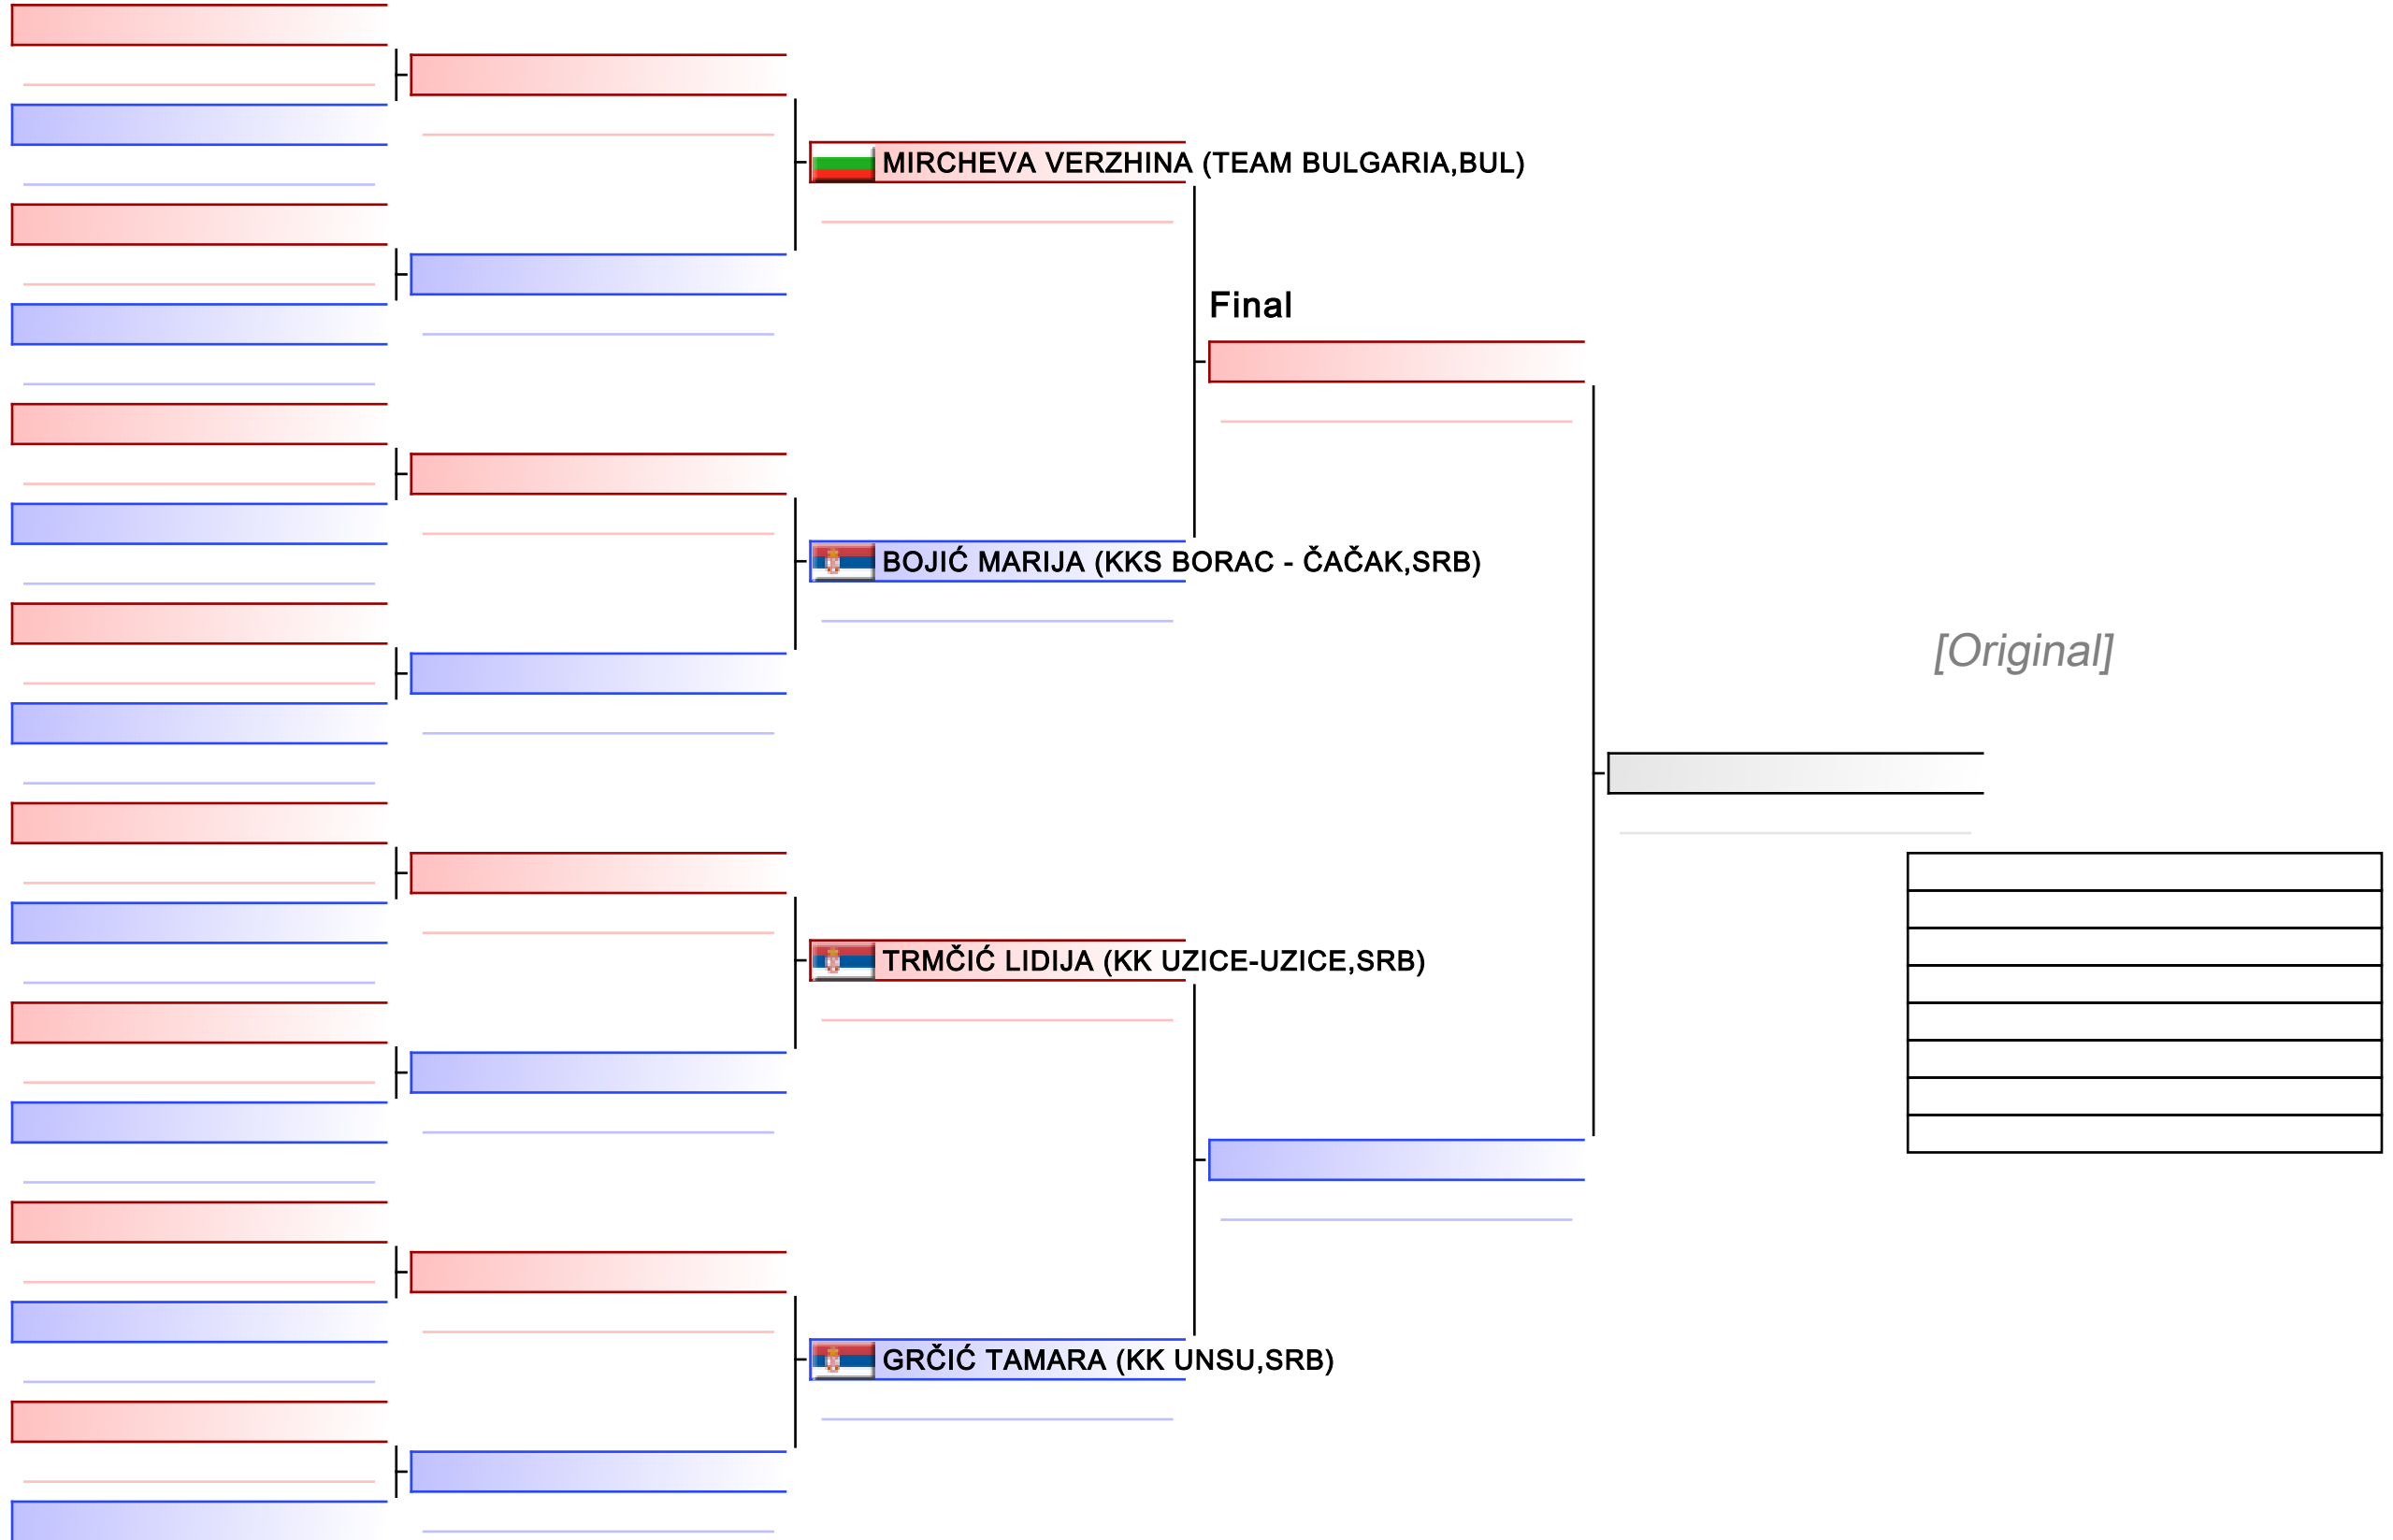 MIRCHEVA VERZHINA (TEAM BULGARIA,BUL)
Final
BOJIĆ MARIJA (KKS BORAC - ČAČAK,SRB)
[Original]
TRMČIĆ LIDIJA (KK UZICE-UZICE,SRB)
GRČIĆ TAMARA (KK UNSU,SRB)